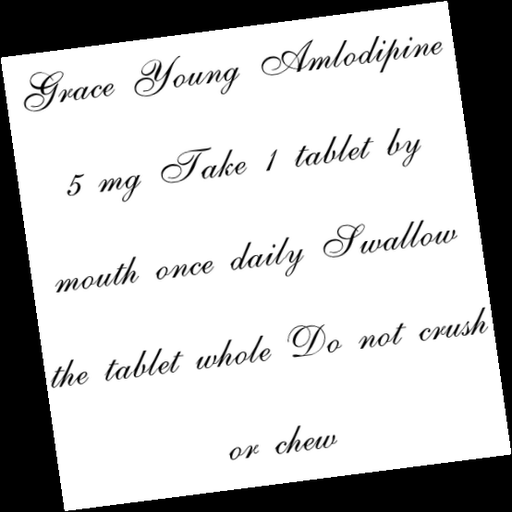 Grace Young Amlodipine
5 mg Take 1 tablet by
mouth once daily Swallow
the tablet whole Do not crush
or chew